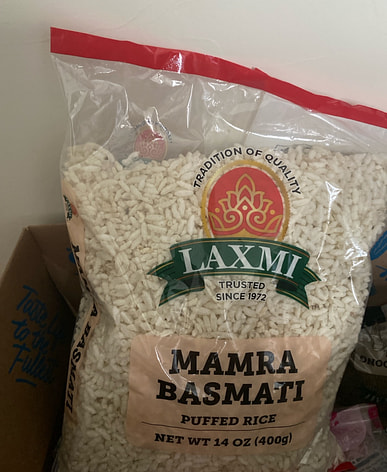 TRADITION OF QUALITY
LAXMI
TRUSTED
SINCE 1972
MAMRA
BASMATI
PUFFED RICE
NET WT 14 OZ (400g)